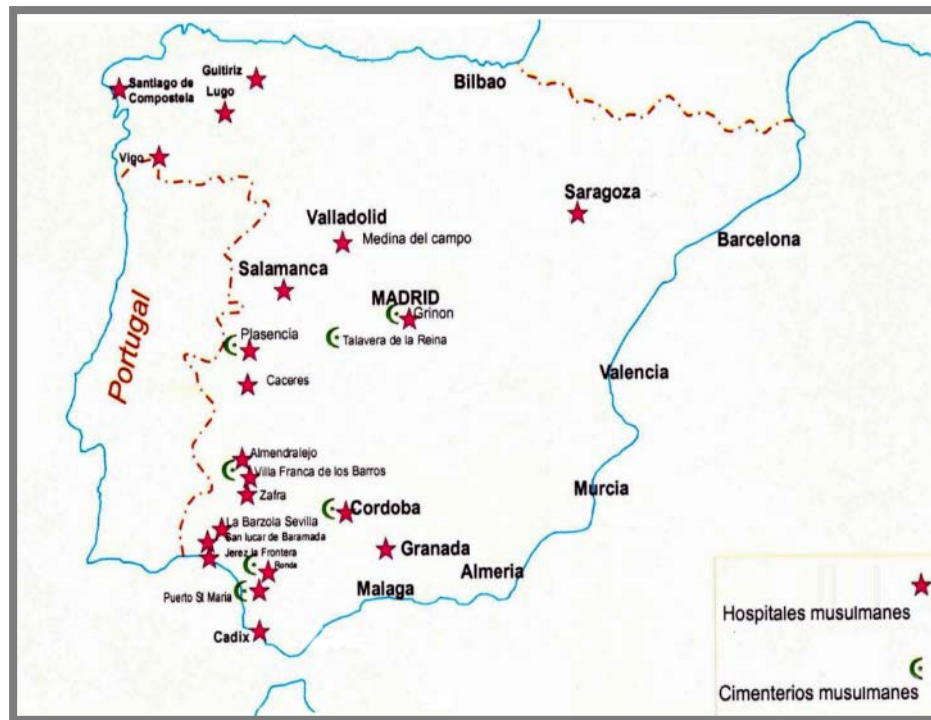 Guitiriz
Bilbao
Santiago de
Compostela
Lugo
Vigo
Saragoza
Valladolid
Medina del campo
Barcelona
Salamanca
MADRID
Grinon
Portugal
Plasencia
Talavera de la Reina
Valencia
Caceres
Almendralejo
Villa Franca de los Barros
Murcia
Zafra
Cordoba
La Barzola Sevilla
San lucar de Baramada
Jerez la Frontera
Granada
Ronda
Almeria
Malaga
Puerto St Maria
Cadix
Hospitales musulmanes
Cimenterios musulmanes